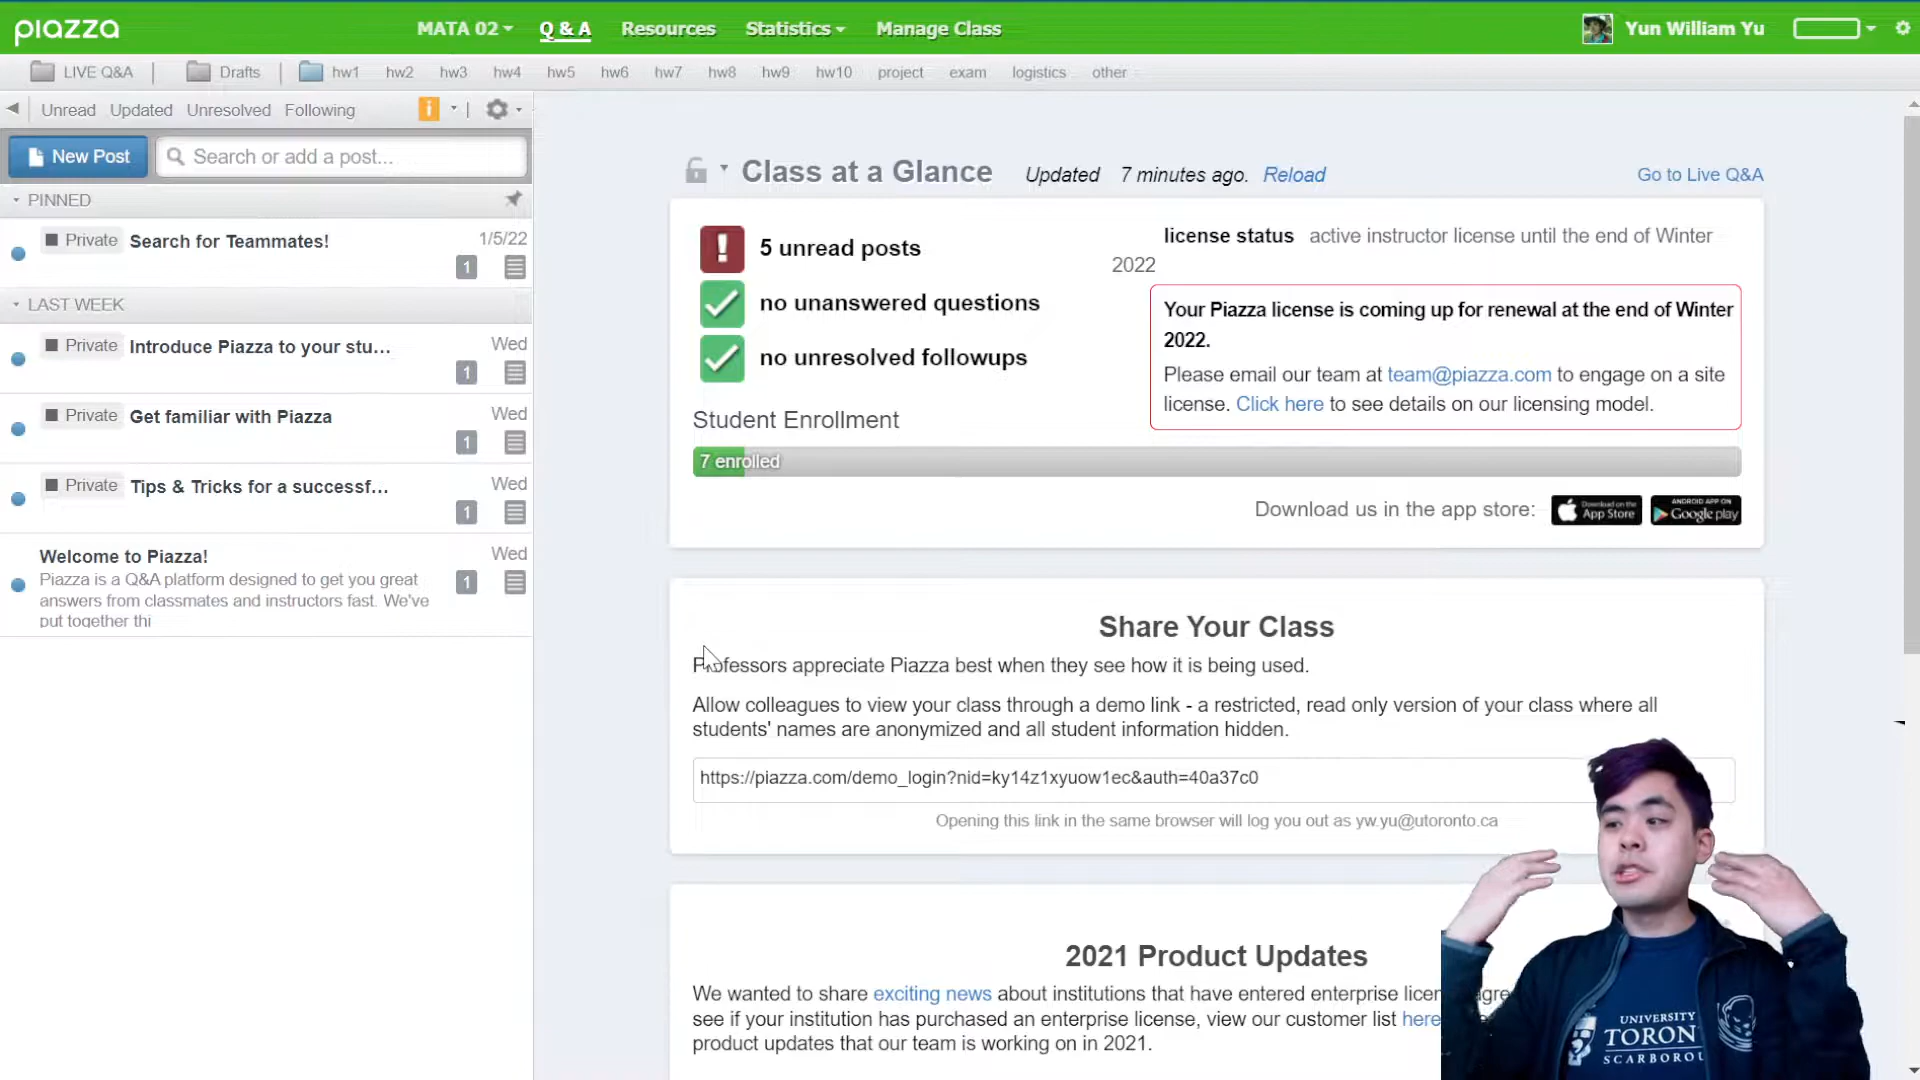 piazza MATA 02 Q & A Resources Statistics Manage Class Yun William Yu
LIVE Q&A Drafts hw1 hw2 hw3 hw4 hw5 hw6 hw7 hw8 hw9 hw10 project exam logistics other
Unread Updated Unresolved Following i
New Post Search or add a post...
PINNED
Private Search for Teammates! 1/5/22
1
LAST WEEK
Private Introduce Piazza to your stu... Wed
1
Private Get familiar with Piazza Wed
1
Private Tips & Tricks for a successf... Wed
1
Welcome to Piazza! Wed
Piazza is a Q&A platform designed to get you great 1
answers from classmates and instructors fast. We've
put together thi
Class at a Glance Updated 7 minutes ago. Reload Go to Live Q&A
! 5 unread posts
no unanswered questions
no unresolved followups
license status active instructor license until the end of Winter
2022
Your Piazza license is coming up for renewal at the end of Winter
2022.
Please email our team at team@piazza.com to engage on a site
license. Click here to see details on our licensing model.
Student Enrollment
7 enrolled
Download us in the app store: Download on the App Store ANDROID APP ON Google play
Share Your Class
Professors appreciate Piazza best when they see how it is being used.
Allow colleagues to view your class through a demo link - a restricted, read only version of your class where all
students' names are anonymized and all student information hidden.
https://piazza.com/demo_login?nid=ky14z1xyuow1ec&auth=40a37c0
Opening this link in the same browser will log you out as yw.yu@utoronto.ca
2021 Product Updates
We wanted to share exciting news about institutions that have entered enterprise licen agre
see if your institution has purchased an enterprise license, view our customer list here
product updates that our team is working on in 2021.
UNIVERSITY
TORON
SCARBOROU